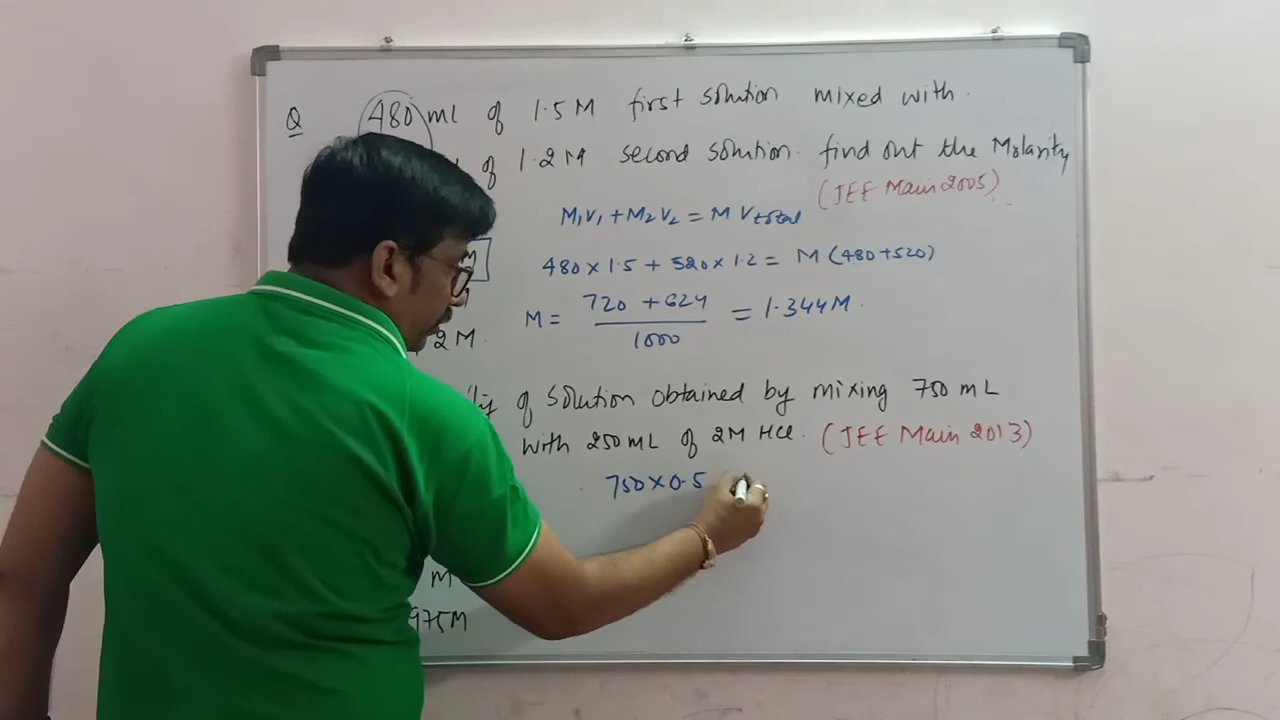 Q 480 ml of 1.5 M first solution mixed with.
of 1.2 M second solution. find out the Molarity
(JEE Main 2005)
M₁V₁ + M₂V₂ = M Vtotal
M
480 × 1.5 + 520 × 1.2 = M (480+520)
M = 720 + 624 / 1000 = 1.344 M.
2 M.
of solution obtained by mixing 750 mL
with 250 mL of 2M HCl. (JEE Main 2013)
750 × 0.5
M
975 M